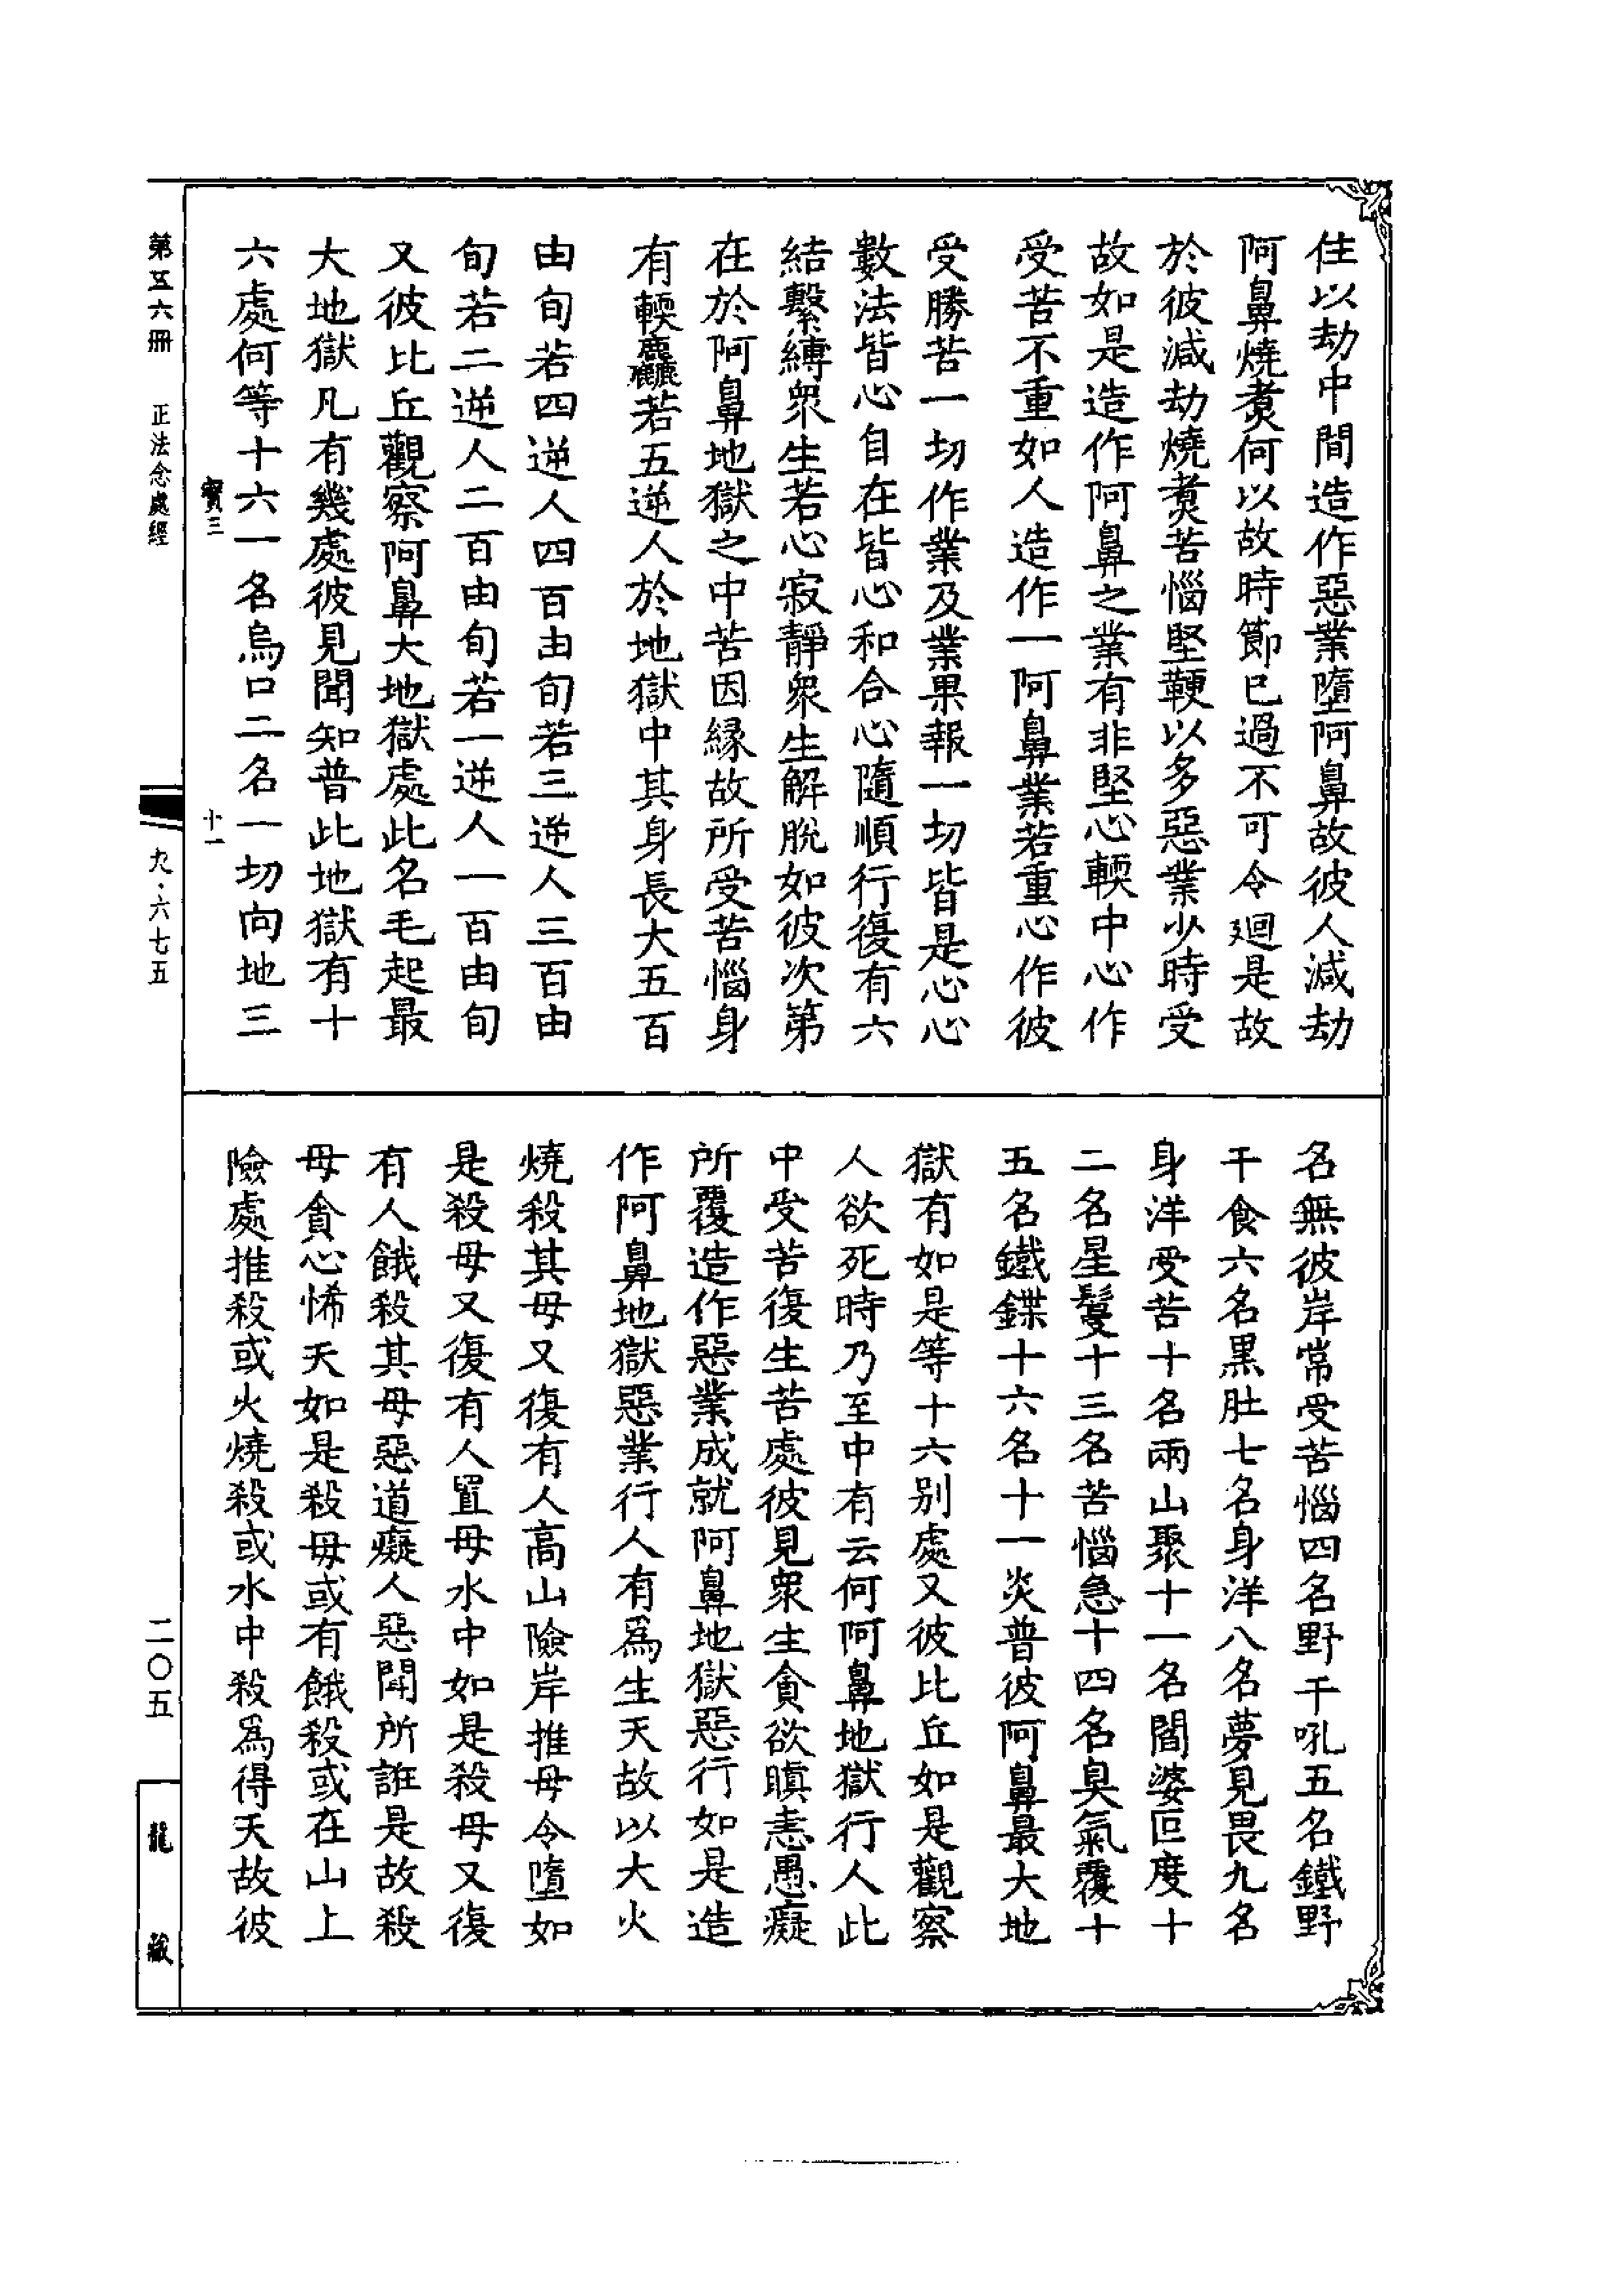 住以劫中間造作惡業墮阿鼻故彼人減劫
阿鼻燒煑何以故時節已過不可令迴是故
於彼減劫燒煑苦惱堅鞕以多惡業少時受
故如是造作阿鼻之業有非堅心輭中心作
受苦不重如人造作一阿鼻業若重心作彼
受勝苦一切作業及業果報一切皆是心心
數法皆心自在皆心和合心隨順行復有六
結繫縛衆生若心寂靜衆生解脫如彼次第
在於阿鼻地獄之中苦因縁故所受苦惱身
有輭麤若五逆人於地獄中其身長大五百
由旬若四逆人四百由旬若三逆人三百由
旬若二逆人二百由旬若一逆人一百由旬
又彼比丘觀察阿鼻大地獄處此名毛起最
大地獄凡有幾處彼見聞知普此地獄有十
六處何等十六一名烏口二名一切向地三
寶三
十一
名無彼岸常受苦惱四名野干吼五名鐵野
干食六名黒肚七名身洋八名夢見畏九名
身洋受苦十名兩山聚十一名閻婆叵度十
二名星鬘十三名苦惱急十四名臭氣覆十
五名鐵鍱十六名十一炎普彼阿鼻最大地
獄有如是等十六别處又彼比丘如是觀察
人欲死時乃至中有云何阿鼻地獄行人此
中受苦復生苦處彼見衆生貪欲瞋恚愚癡
所覆造作惡業成就阿鼻地獄惡行如是造
作阿鼻地獄惡業行人有爲生天故以大火
燒殺其母又復有人高山險岸推母令墮如
是殺母又復有人置母水中如是殺母又復
有人餓殺其母惡道癡人惡聞所誑是故殺
母貪心悕天如是殺母或有餓殺或在山上
險處推殺或火燒殺或水中殺爲得天故彼
第五六冊
正法念處經
九·六七五
二〇五
龍藏